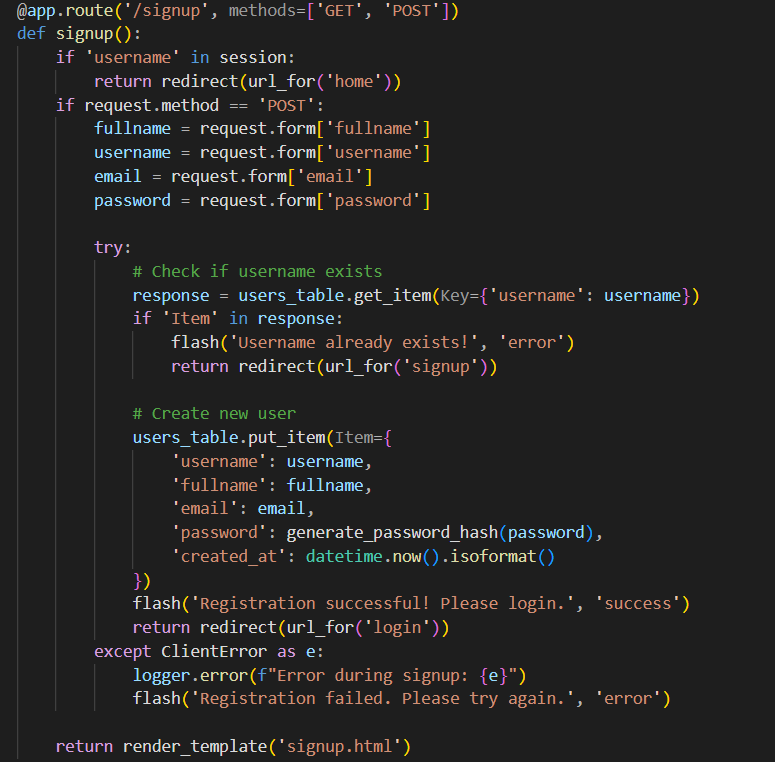 @app.route('/signup', methods=['GET', 'POST'])
def signup():
    if 'username' in session:
        return redirect(url_for('home'))
    if request.method == 'POST':
        fullname = request.form['fullname']
        username = request.form['username']
        email = request.form['email']
        password = request.form['password']

        try:
            # Check if username exists
            response = users_table.get_item(Key={'username': username})
            if 'Item' in response:
                flash('Username already exists!', 'error')
                return redirect(url_for('signup'))

            # Create new user
            users_table.put_item(Item={
                'username': username,
                'fullname': fullname,
                'email': email,
                'password': generate_password_hash(password),
                'created_at': datetime.now().isoformat()
            })
            flash('Registration successful! Please login.', 'success')
            return redirect(url_for('login'))
        except ClientError as e:
            logger.error(f"Error during signup: {e}")
            flash('Registration failed. Please try again.', 'error')

    return render_template('signup.html')